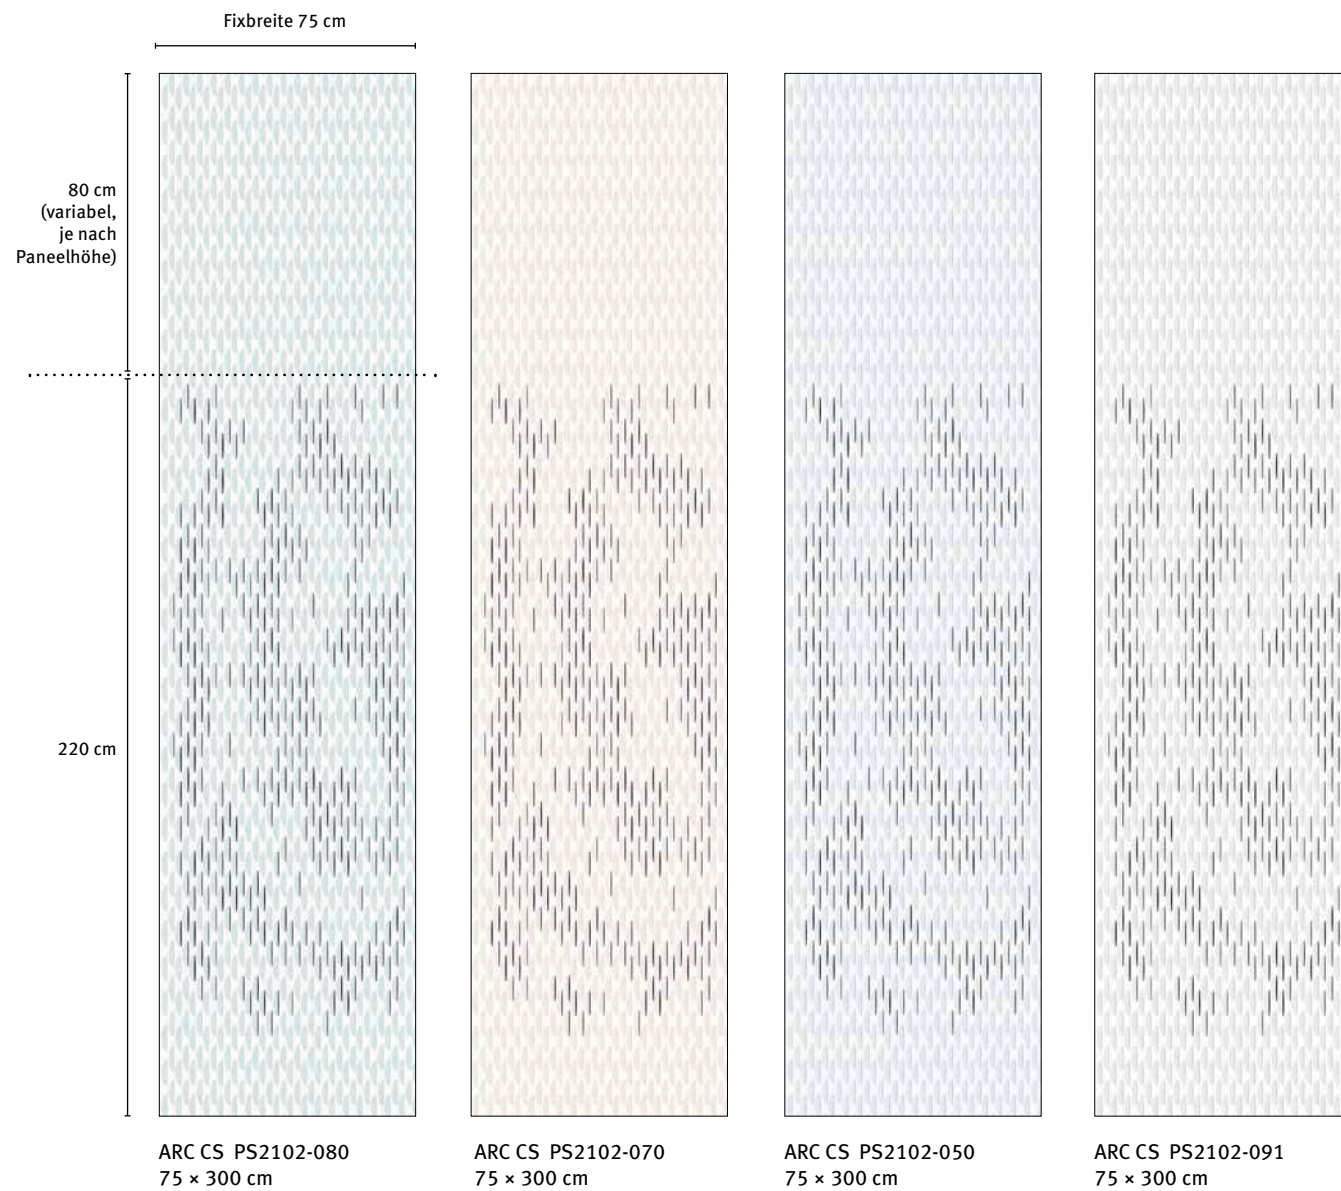 Fixbreite 75 cm
80 cm
(variabel,
je nach
Paneelhöhe)
220 cm
ARC CS PS2102-080
75 × 300 cm
ARC CS PS2102-070
75 × 300 cm
ARC CS PS2102-050
75 × 300 cm
ARC CS PS2102-091
75 × 300 cm